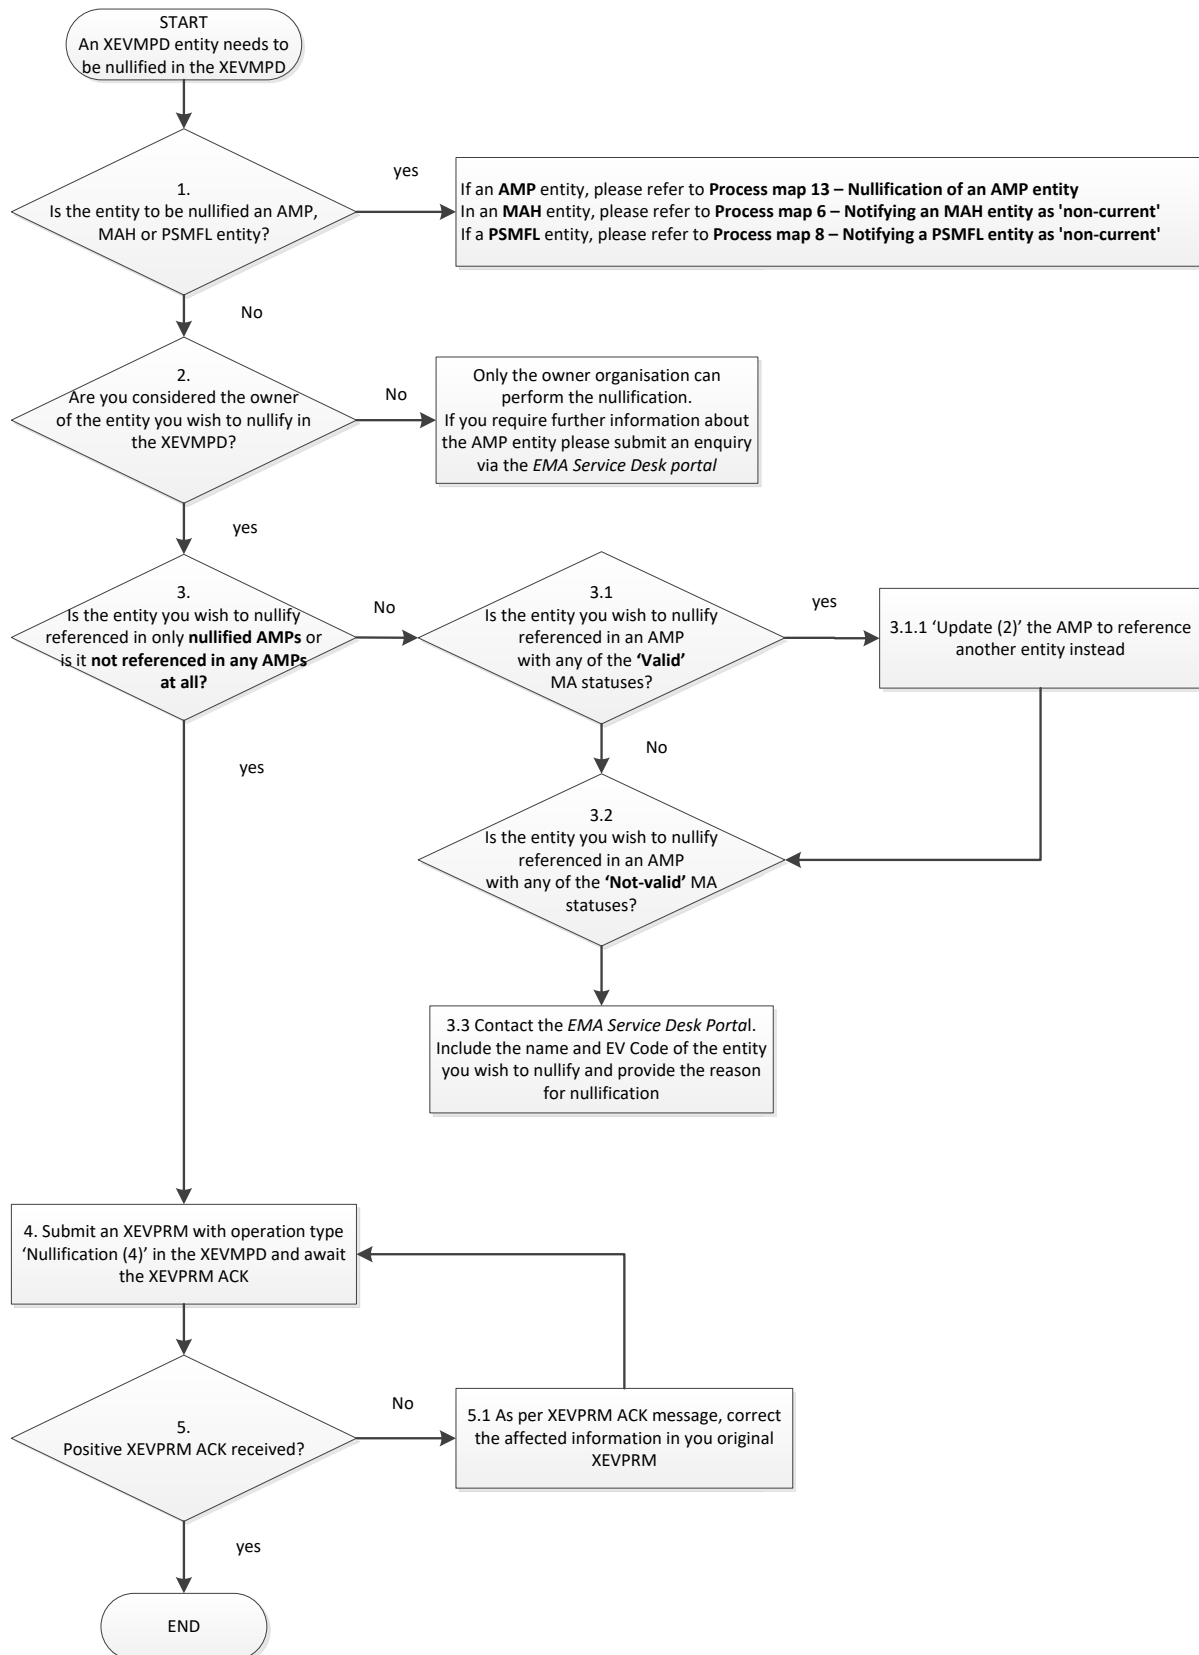 START
An XEVMPD entity needs to
be nullified in the XEVMPD
1.
Is the entity to be nullified an AMP,
MAH or PSMFL entity?
yes
If an AMP entity, please refer to Process map 13 – Nullification of an AMP entity
In an MAH entity, please refer to Process map 6 – Notifying an MAH entity as 'non-current'
If a PSMFL entity, please refer to Process map 8 – Notifying a PSMFL entity as 'non-current'
No
2.
Are you considered the owner
of the entity you wish to nullify in
the XEVMPD?
No
Only the owner organisation can
perform the nullification.
If you require further information about
the AMP entity please submit an enquiry
via the EMA Service Desk portal
yes
3.
Is the entity you wish to nullify
referenced in only nullified AMPs or
is it not referenced in any AMPs
at all?
No
3.1
Is the entity you wish to nullify
referenced in an AMP
with any of the ‘Valid’
MA statuses?
yes
3.1.1 ‘Update (2)’ the AMP to reference
another entity instead
No
yes
3.2
Is the entity you wish to nullify
referenced in an AMP
with any of the ‘Not-valid’ MA
statuses?
3.3 Contact the EMA Service Desk Portal.
Include the name and EV Code of the entity
you wish to nullify and provide the reason
for nullification
4. Submit an XEVPRM with operation type
‘Nullification (4)’ in the XEVMPD and await
the XEVPRM ACK
5.
Positive XEVPRM ACK received?
No
5.1 As per XEVPRM ACK message, correct
the affected information in you original
XEVPRM
yes
END